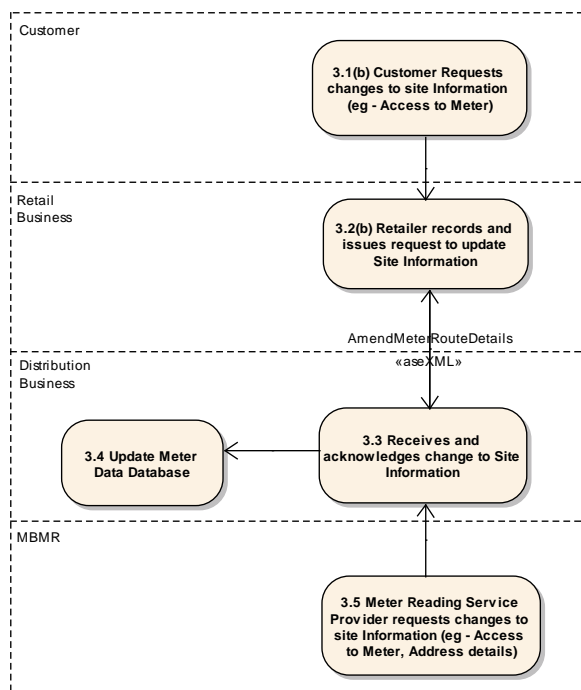 Customer
3.1(b) Customer Requests
changes to site Information
(eg - Access to Meter)
Retail
Business
3.2(b) Retailer records and
issues request to update
Site Information
AmendMeterRouteDetails
«aseXML»
Distribution
Business
3.4 Update Meter
Data Database
3.3 Receives and
acknowledges change to Site
Information
MBMR
3.5 Meter Reading Service
Provider requests changes to
site Information (eg - Access
to Meter, Address details)